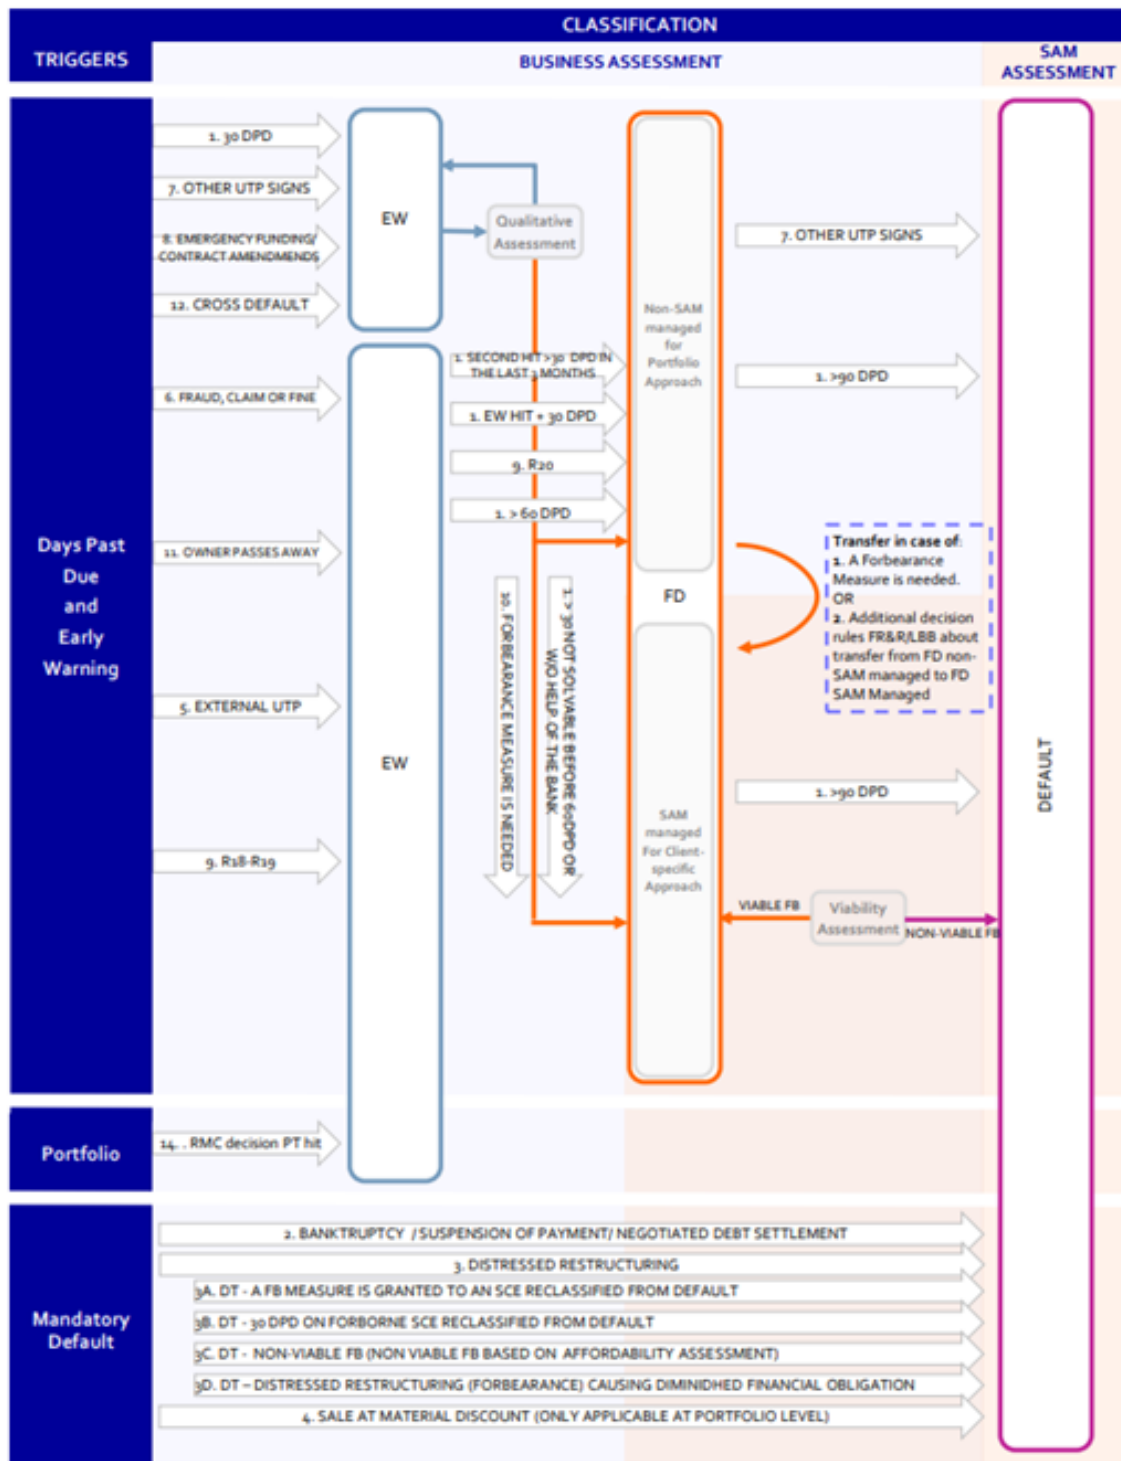 CLASSIFICATION
TRIGGERS
BUSINESS ASSESSMENT
SAM
ASSESSMENT
Days Past
Due
and
Early
Warning
1. 30 DPD
7. OTHER UTP SIGNS
8. EMERGENCY FUNDING/
CONTRACT AMENDMENDS
12. CROSS DEFAULT
6. FRAUD, CLAIM OR FINE
11. OWNER PASSES AWAY
5. EXTERNAL UTP
9. R18-R19
EW
EW
Qualitative
Assessment
1. SECOND HIT >30 DPD IN
THE LAST 3 MONTHS
1. EW HIT + 30 DPD
9. R20
1. > 60 DPD
10. FORBEARANCE MEASURE IS NEEDED
1. > 30 NOT SOLVABLE BEFORE 60DPD OR
W/O HELP OF THE BANK
Non-SAM
managed
for
Portfolio
Approach
FD
SAM
managed
For Client-
specific
Approach
7. OTHER UTP SIGNS
1. >90 DPD
Transfer in case of:
1. A Forbearance
Measure is needed.
OR
2. Additional decision
rules FR&R/LBB about
transfer from FD non-
SAM managed to FD
SAM Managed
1. >90 DPD
VIABLE FB
Viability
Assessment
NON-VIABLE FB
DEFAULT
Portfolio
14. . RMC decision PT hit
Mandatory
Default
2. BANKTRUPTCY / SUSPENSION OF PAYMENT/ NEGOTIATED DEBT SETTLEMENT
3. DISTRESSED RESTRUCTURING
3A. DT - A FB MEASURE IS GRANTED TO AN SCE RECLASSIFIED FROM DEFAULT
3B. DT - 30 DPD ON FORBORNE SCE RECLASSIFIED FROM DEFAULT
3C. DT - NON-VIABLE FB (NON VIABLE FB BASED ON AFFORDABILITY ASSESSMENT)
3D. DT – DISTRESSED RESTRUCTURING (FORBEARANCE) CAUSING DIMINIDHED FINANCIAL OBLIGATION
4. SALE AT MATERIAL DISCOUNT (ONLY APPLICABLE AT PORTFOLIO LEVEL)